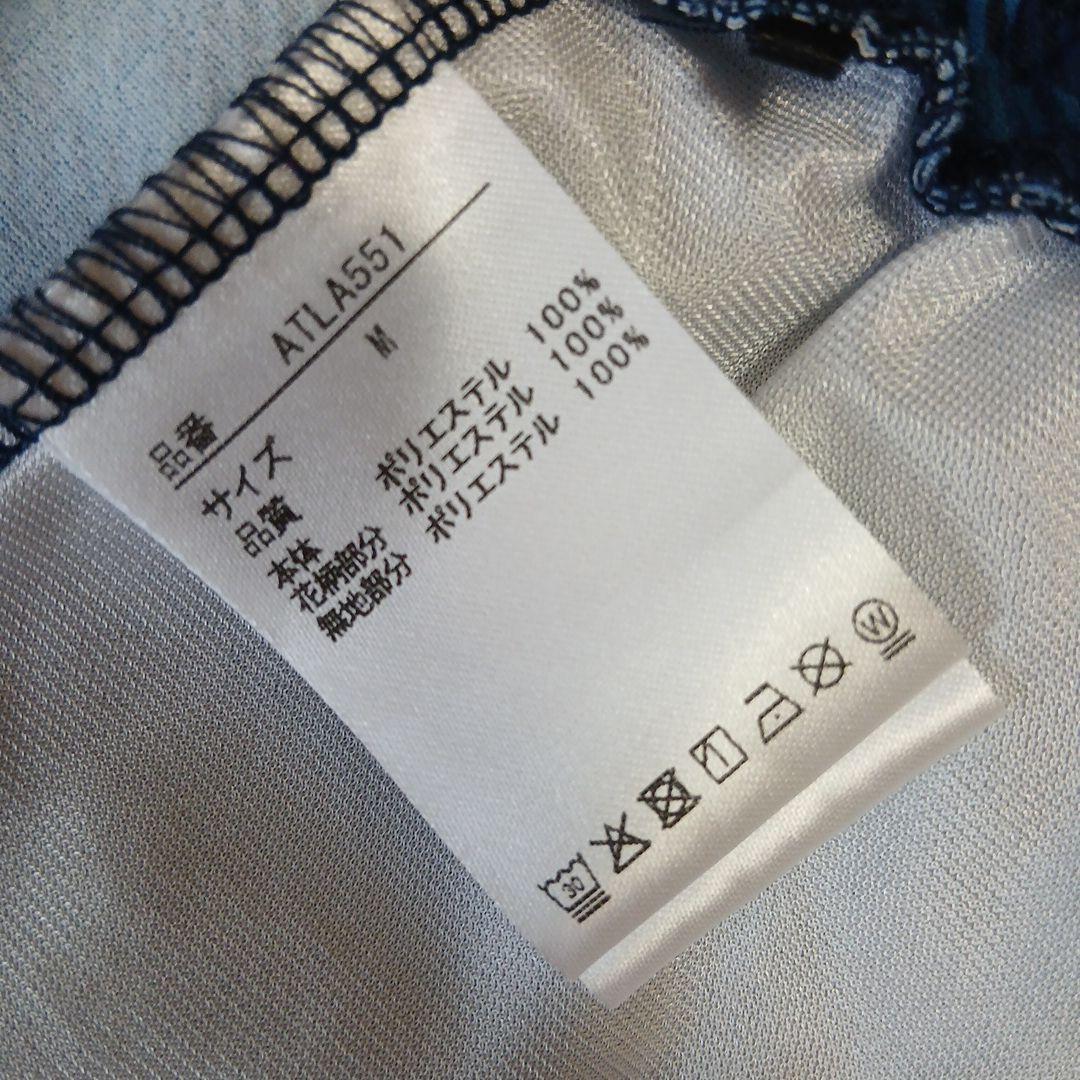 品番 ATLA551
サイズ M
品質
本体 ポリエステル 100%
花柄部分 ポリエステル 100%
無地部分 ポリエステル 100%
30 W